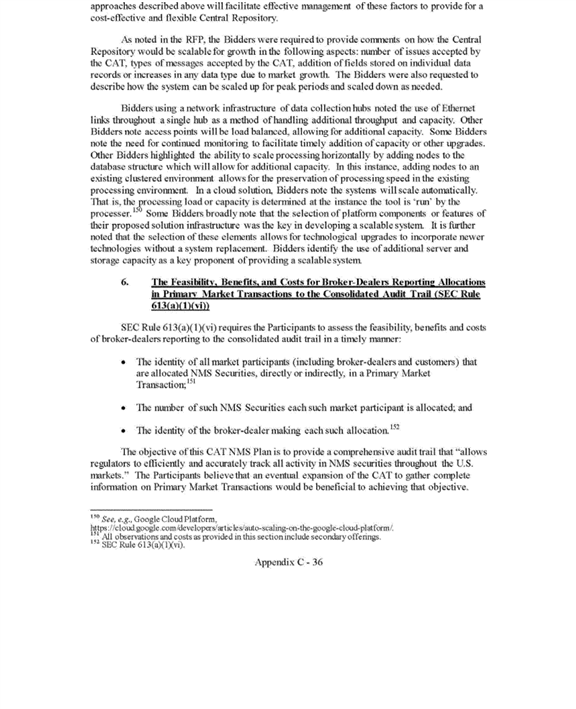 approaches described above will facilitate effective management of these factors to provide for a
cost-effective and flexible Central Repository.
As noted in the RFP, the Bidders were required to provide comments on how the Central
Repository would be scalable for growth in the following aspects: number of issues accepted by
the CAT, types of messages accepted by the CAT, addition of fields stored on individual data
records or increases in any data type due to market growth. The Bidders were also requested to
describe how the system can be scaled up for peak periods and scaled down as needed.
Bidders using a network infrastructure of data collection hubs noted the use of Ethernet
links throughout a single hub as a method of handling additional throughput and capacity. Other
Bidders note access points will be load balanced, allowing for additional capacity. Some Bidders
note the need for continued monitoring to facilitate timely addition of capacity or other upgrades.
Other Bidders highlighted the ability to scale processing horizontally by adding nodes to the
database structure which will allow for additional capacity. In this instance, adding nodes to an
existing clustered environment allows for the preservation of processing speed in the existing
processing environment. In a cloud solution, Bidders note the systems will scale automatically.
That is, the processing load or capacity is determined at the instance the tool is ‘run’ by the
processer.150 Some Bidders broadly note that the selection of platform components or features of
their proposed solution infrastructure was the key in developing a scalable system. It is further
noted that the selection of these elements allows for technological upgrades to incorporate newer
technologies without a system replacement. Bidders identify the use of additional server and
storage capacity as a key proponent of providing a scalable system.
6. The Feasibility, Benefits, and Costs for Broker-Dealers Reporting Allocations
in Primary Market Transactions to the Consolidated Audit Trail (SEC Rule
613(a)(1)(vi))
SEC Rule 613(a)(1)(vi) requires the Participants to assess the feasibility, benefits and costs
of broker-dealers reporting to the consolidated audit trail in a timely manner:
• The identity of all market participants (including broker-dealers and customers) that
are allocated NMS Securities, directly or indirectly, in a Primary Market
Transaction;151
• The number of such NMS Securities each such market participant is allocated; and
• The identity of the broker-dealer making each such allocation.152
The objective of this CAT NMS Plan is to provide a comprehensive audit trail that “allows
regulators to efficiently and accurately track all activity in NMS securities throughout the U.S.
markets.” The Participants believe that an eventual expansion of the CAT to gather complete
information on Primary Market Transactions would be beneficial to achieving that objective.
150 See, e.g., Google Cloud Platform,
https://cloud.google.com/developers/articles/auto-scaling-on-the-google-cloud-platform/.
151 All observations and costs as provided in this section include secondary offerings.
152 SEC Rule 613(a)(1)(vi).
Appendix C - 36